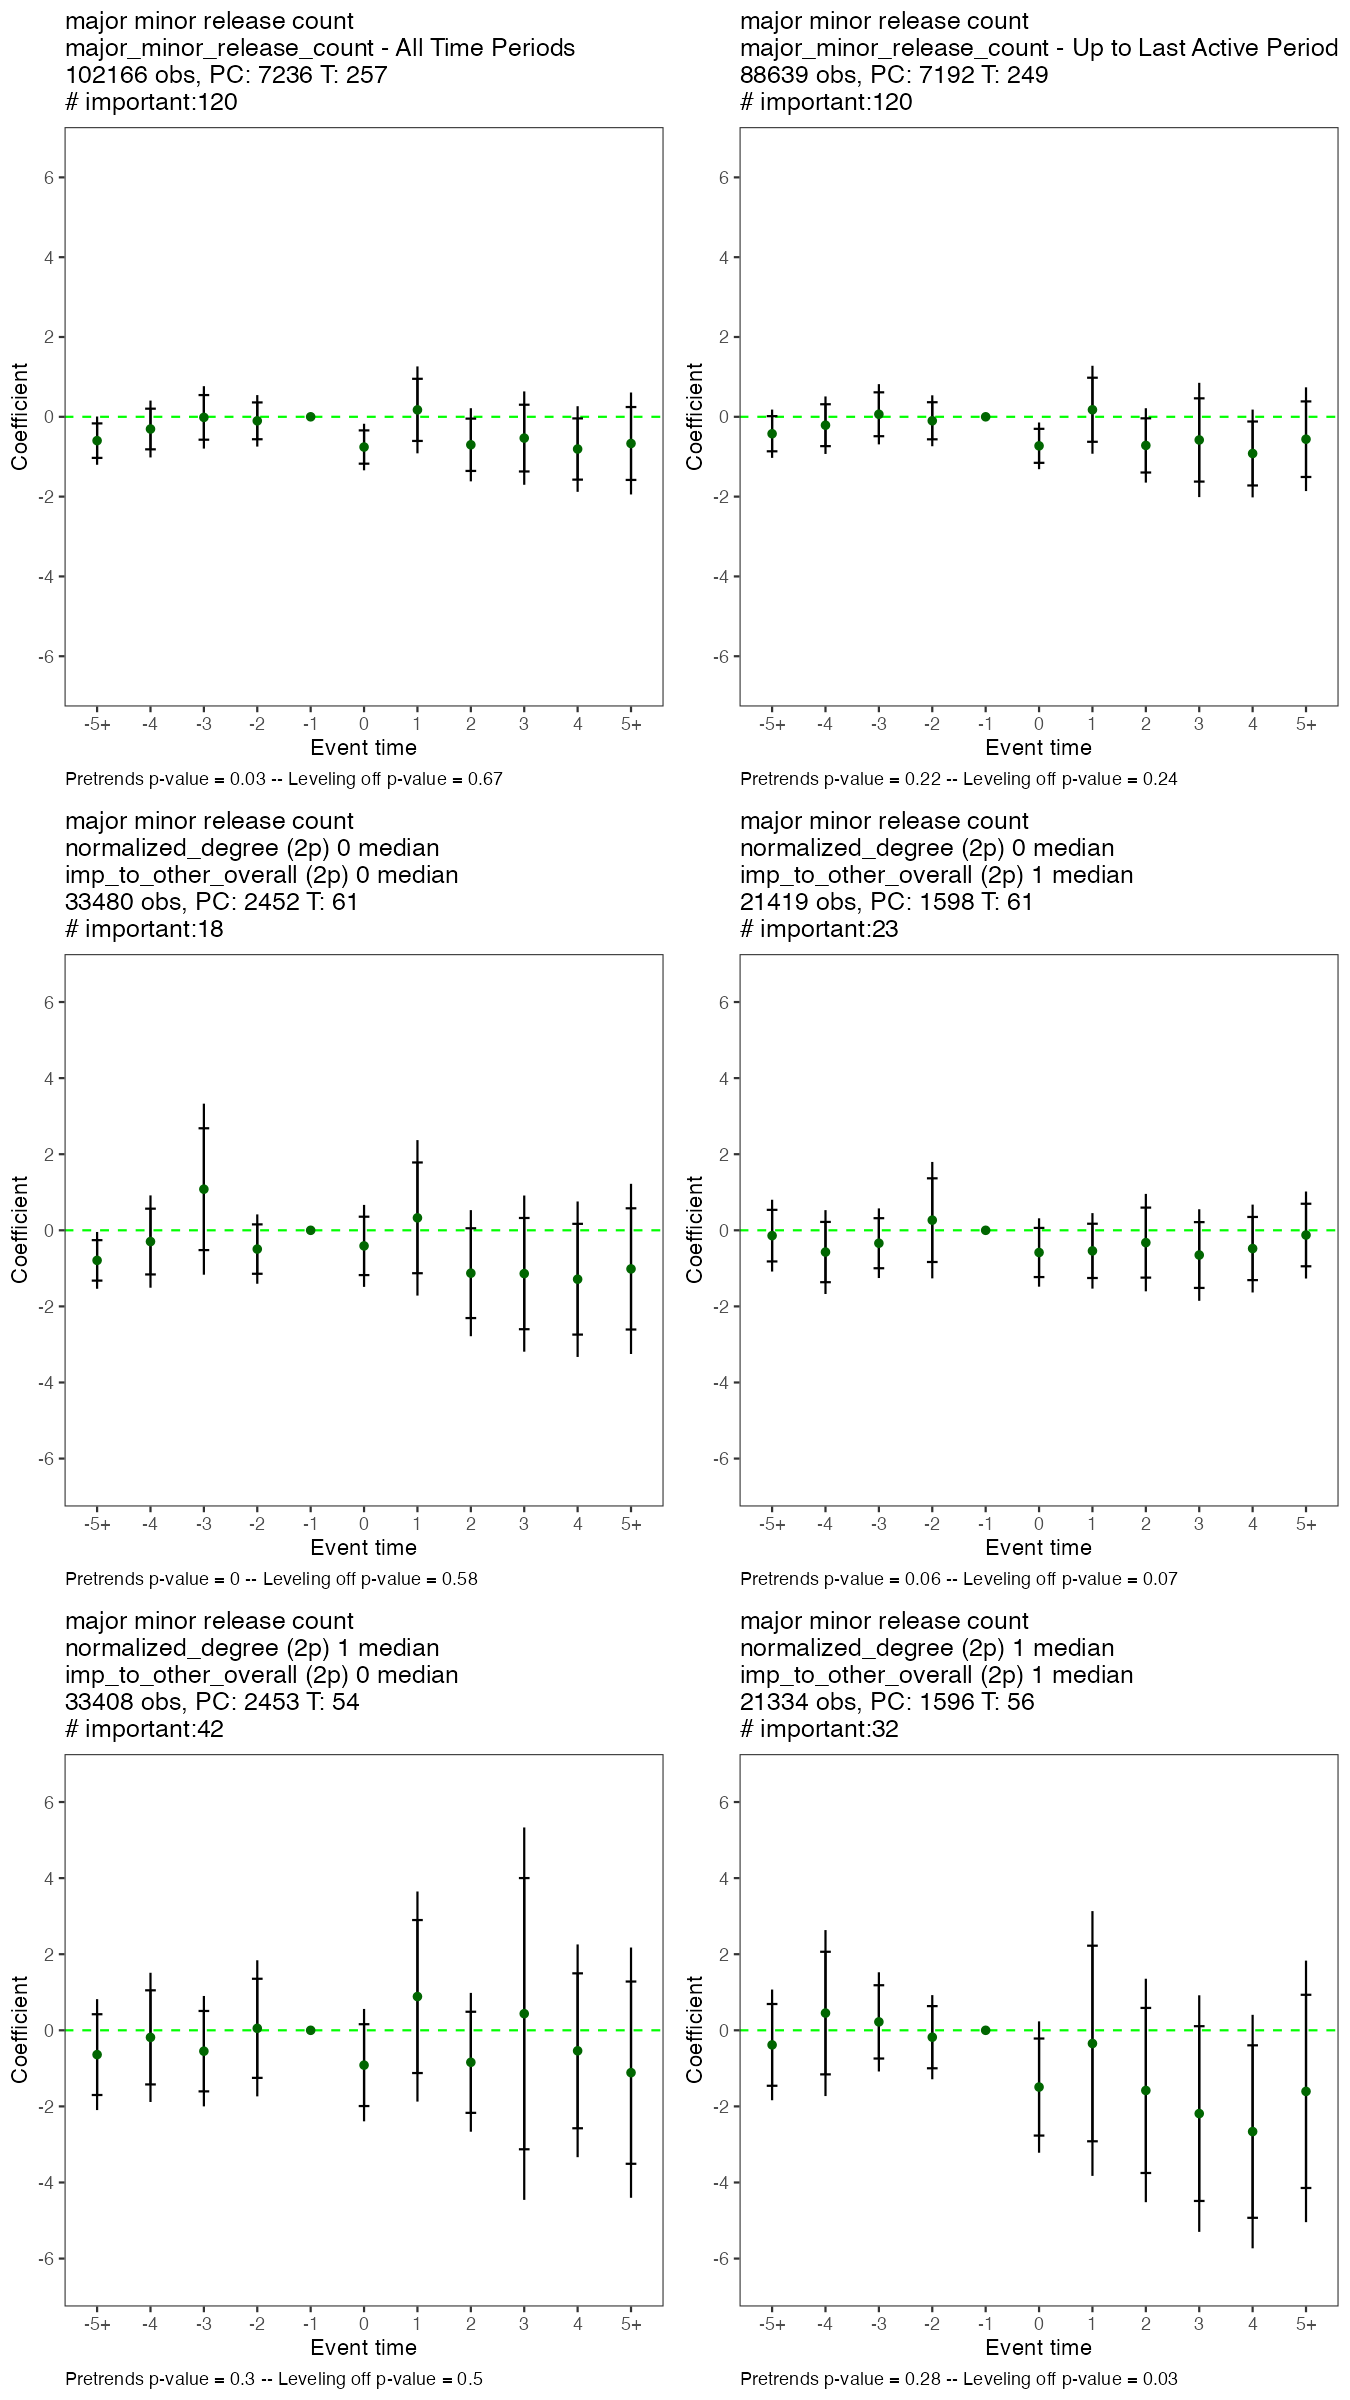 major minor release count
major_minor_release_count - All Time Periods
102166 obs, PC: 7236 T: 257
# important:120
6
4
2
0
-2
-4
-6
Coefficient
-5+ -4 -3 -2 -1 0 1 2 3 4 5+
Event time
Pretrends p-value = 0.03 -- Leveling off p-value = 0.67
major minor release count
major_minor_release_count - Up to Last Active Period
88639 obs, PC: 7192 T: 249
# important:120
6
4
2
0
-2
-4
-6
Coefficient
-5+ -4 -3 -2 -1 0 1 2 3 4 5+
Event time
Pretrends p-value = 0.22 -- Leveling off p-value = 0.24
major minor release count
normalized_degree (2p) 0 median
imp_to_other_overall (2p) 0 median
33480 obs, PC: 2452 T: 61
# important:18
6
4
2
0
-2
-4
-6
Coefficient
-5+ -4 -3 -2 -1 0 1 2 3 4 5+
Event time
Pretrends p-value = 0 -- Leveling off p-value = 0.58
major minor release count
normalized_degree (2p) 0 median
imp_to_other_overall (2p) 1 median
21419 obs, PC: 1598 T: 61
# important:23
6
4
2
0
-2
-4
-6
Coefficient
-5+ -4 -3 -2 -1 0 1 2 3 4 5+
Event time
Pretrends p-value = 0.06 -- Leveling off p-value = 0.07
major minor release count
normalized_degree (2p) 1 median
imp_to_other_overall (2p) 0 median
33408 obs, PC: 2453 T: 54
# important:42
6
4
2
0
-2
-4
-6
Coefficient
-5+ -4 -3 -2 -1 0 1 2 3 4 5+
Event time
Pretrends p-value = 0.3 -- Leveling off p-value = 0.5
major minor release count
normalized_degree (2p) 1 median
imp_to_other_overall (2p) 1 median
21334 obs, PC: 1596 T: 56
# important:32
6
4
2
0
-2
-4
-6
Coefficient
-5+ -4 -3 -2 -1 0 1 2 3 4 5+
Event time
Pretrends p-value = 0.28 -- Leveling off p-value = 0.03